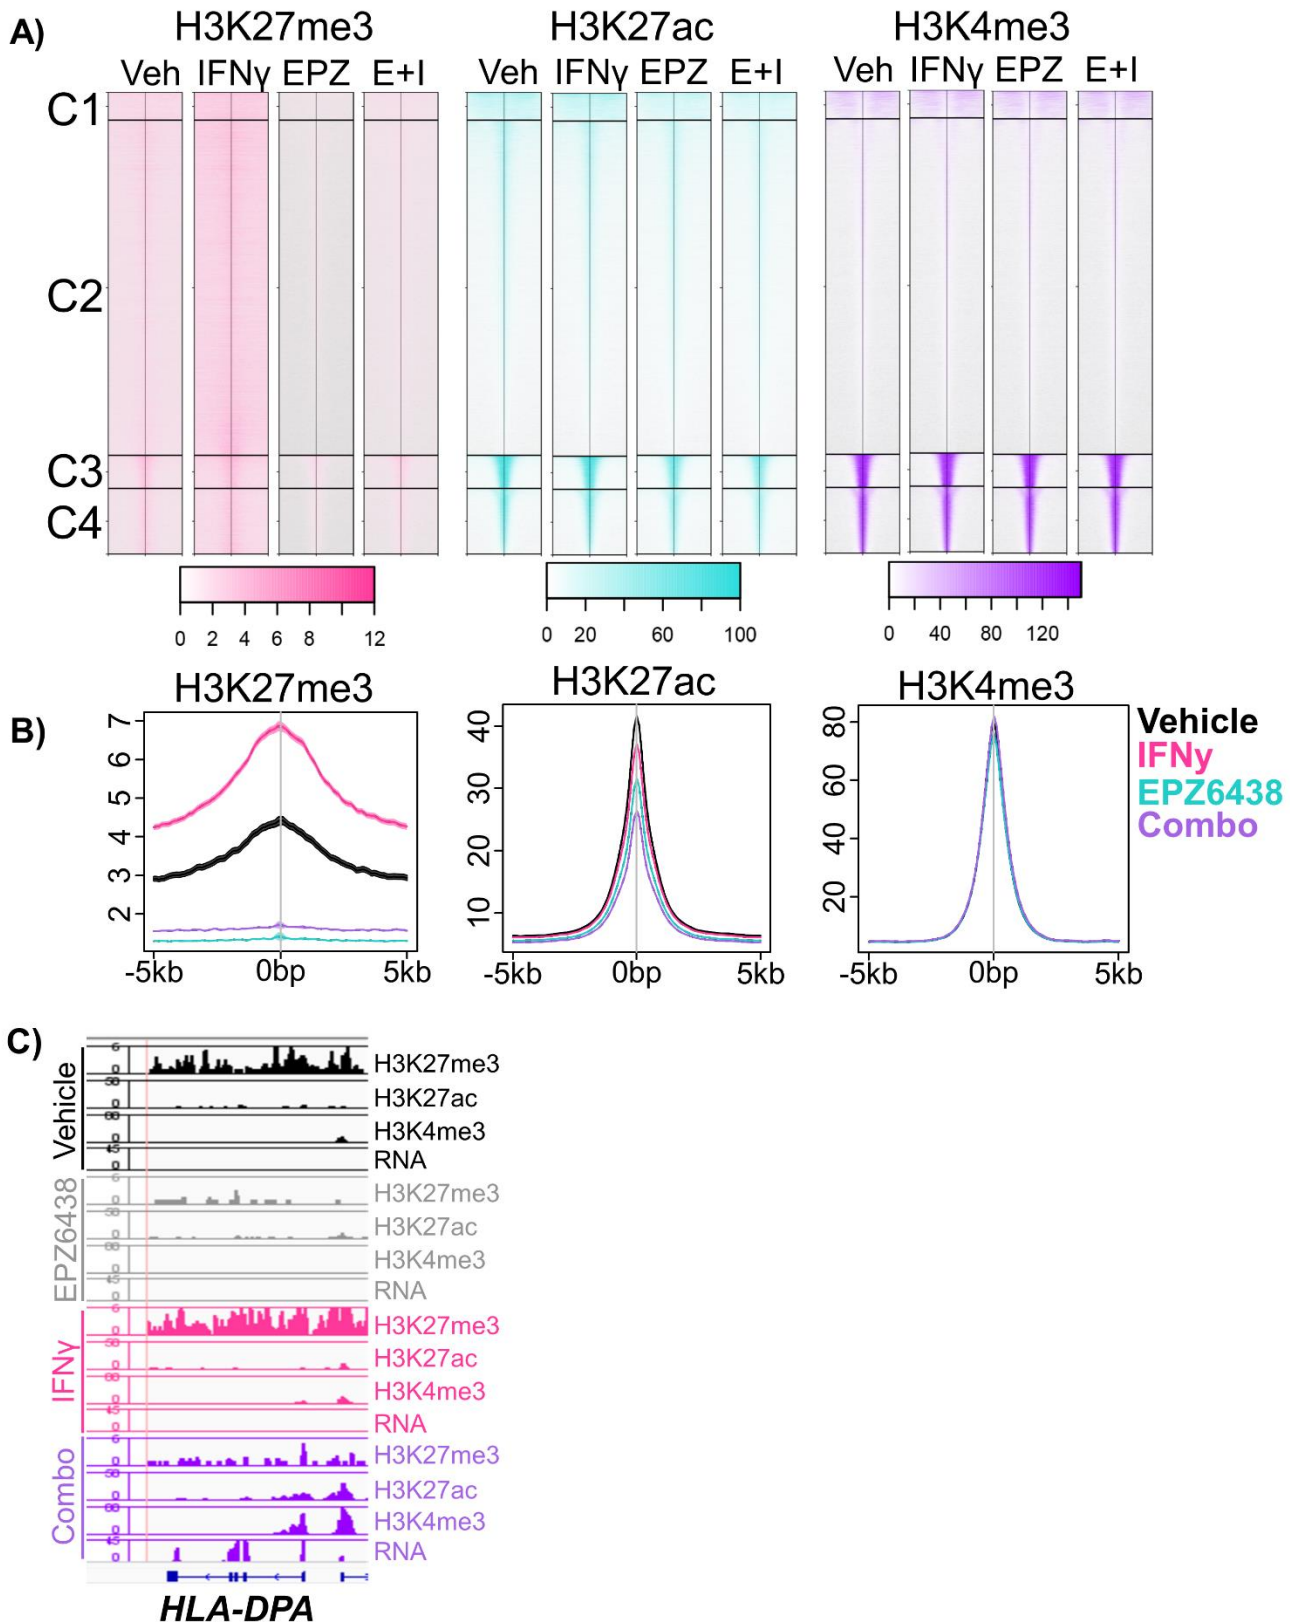 A)
H3K27me3 H3K27ac H3K4me3
Veh IFNγ EPZ E+I Veh IFNγ EPZ E+I Veh IFNγ EPZ E+I
C1
C2
C3
C4
0 2 4 6 8 12 0 20 60 100 0 40 80 120
B)
H3K27me3 H3K27ac H3K4me3
7
6
5
4
3
2
-5kb 0bp 5kb
40
30
20
10
-5kb 0bp 5kb
80
60
40
20
-5kb 0bp 5kb
Vehicle
IFNγ
EPZ6438
Combo
C)
Vehicle
H3K27me3
H3K27ac
H3K4me3
RNA
EPZ6438
H3K27me3
H3K27ac
H3K4me3
RNA
IFNγ
H3K27me3
H3K27ac
H3K4me3
RNA
Combo
H3K27me3
H3K27ac
H3K4me3
RNA
HLA-DPA